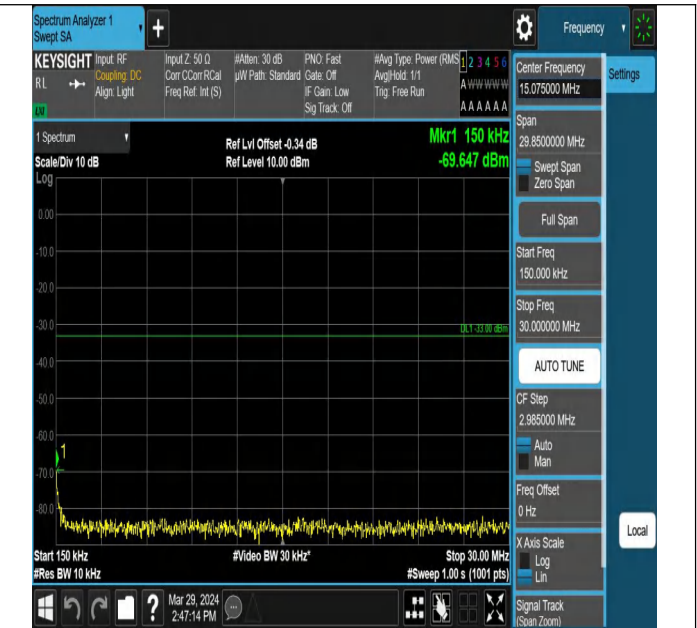 Spectrum Analyzer 1
Swept SA
Frequency
KEYSIGHT
RL
LXI
Input: RF
Coupling: DC
Align: Light
Input Z: 50 Ω
Corr CCorr RCal
Freq Ref: Int (S)
#Atten: 30 dB
µW Path: Standard
PNO: Fast
Gate: Off
IF Gain: Low
Sig Track: Off
#Avg Type: Power (RMS
Avg|Hold: 1/1
Trig: Free Run
1 2 3 4 5 6
A W W W W W
A A A A A A
1 Spectrum
Scale/Div 10 dB
Log
Ref Lvl Offset -0.34 dB
Ref Level 10.00 dBm
Mkr1 150 kHz
-69.647 dBm
0.00
-10.0
-20.0
-30.0
DL1 -33.00 dBm
-40.0
-50.0
-60.0
1
-70.0
-80.0
Start 150 kHz
#Res BW 10 kHz
#Video BW 30 kHz*
Stop 30.00 MHz
#Sweep 1.00 s (1001 pts)
Mar 29, 2024
2:47:14 PM
Center Frequency
15.075000 MHz
Settings
Span
29.8500000 MHz
Swept Span
Zero Span
Full Span
Start Freq
150.000 kHz
Stop Freq
30.000000 MHz
AUTO TUNE
CF Step
2.985000 MHz
Auto
Man
Freq Offset
0 Hz
Local
X Axis Scale
Log
Lin
Signal Track
(Span Zoom)